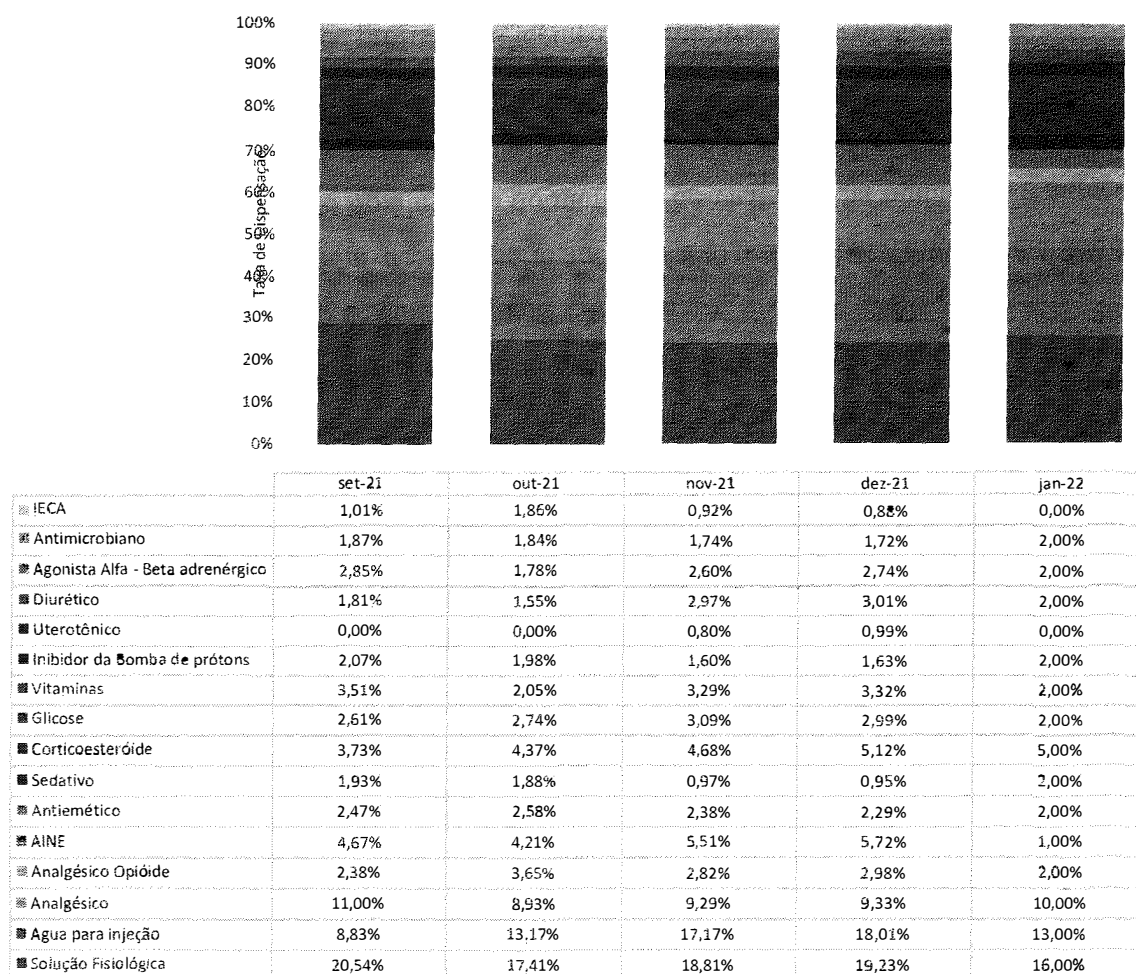 100%
90%
80%
70%
60%
50%
40%
30%
20%
10%
0%
Taxa de Dispensação
set-21 out-21 nov-21 dez-21 jan-22
IECA 1,01% 1,86% 0,92% 0,88% 0,00%
Antimicrobiano 1,87% 1,84% 1,74% 1,72% 2,00%
Agonista Alfa - Beta adrenérgico 2,85% 1,78% 2,60% 2,74% 2,00%
Diurético 1,81% 1,55% 2,97% 3,01% 2,00%
Uterotônico 0,00% 0,00% 0,80% 0,99% 0,00%
Inibidor da Bomba de prótons 2,07% 1,98% 1,60% 1,63% 2,00%
Vitaminas 3,51% 2,05% 3,29% 3,32% 2,00%
Glicose 2,61% 2,74% 3,09% 2,99% 2,00%
Corticoesteróide 3,73% 4,37% 4,68% 5,12% 5,00%
Sedativo 1,93% 1,88% 0,97% 0,95% 2,00%
Antiemético 2,47% 2,58% 2,38% 2,29% 2,00%
AINE 4,67% 4,21% 5,51% 5,72% 1,00%
Analgésico Opióide 2,38% 3,65% 2,82% 2,98% 2,00%
Analgésico 11,00% 8,93% 9,29% 9,33% 10,00%
Agua para injeção 8,83% 13,17% 17,17% 18,01% 13,00%
Solução Fisiológica 20,54% 17,41% 18,81% 19,23% 16,00%